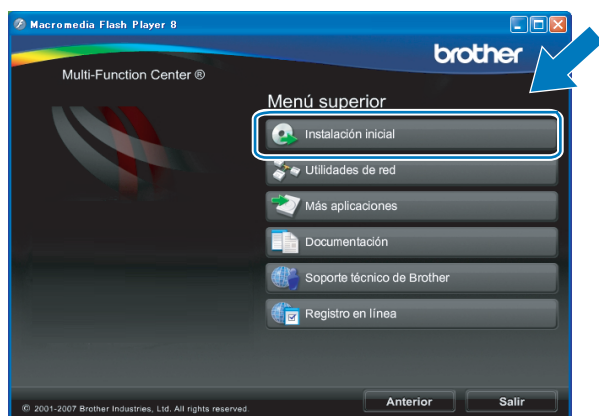 Macromedia Flash Player 8
brother
Multi-Function Center ®
Menú superior
Instalación inicial
Utilidades de red
Más aplicaciones
Documentación
Soporte técnico de Brother
Registro en línea
Anterior
Salir
© 2001-2007 Brother Industries, Ltd. All rights reserved.